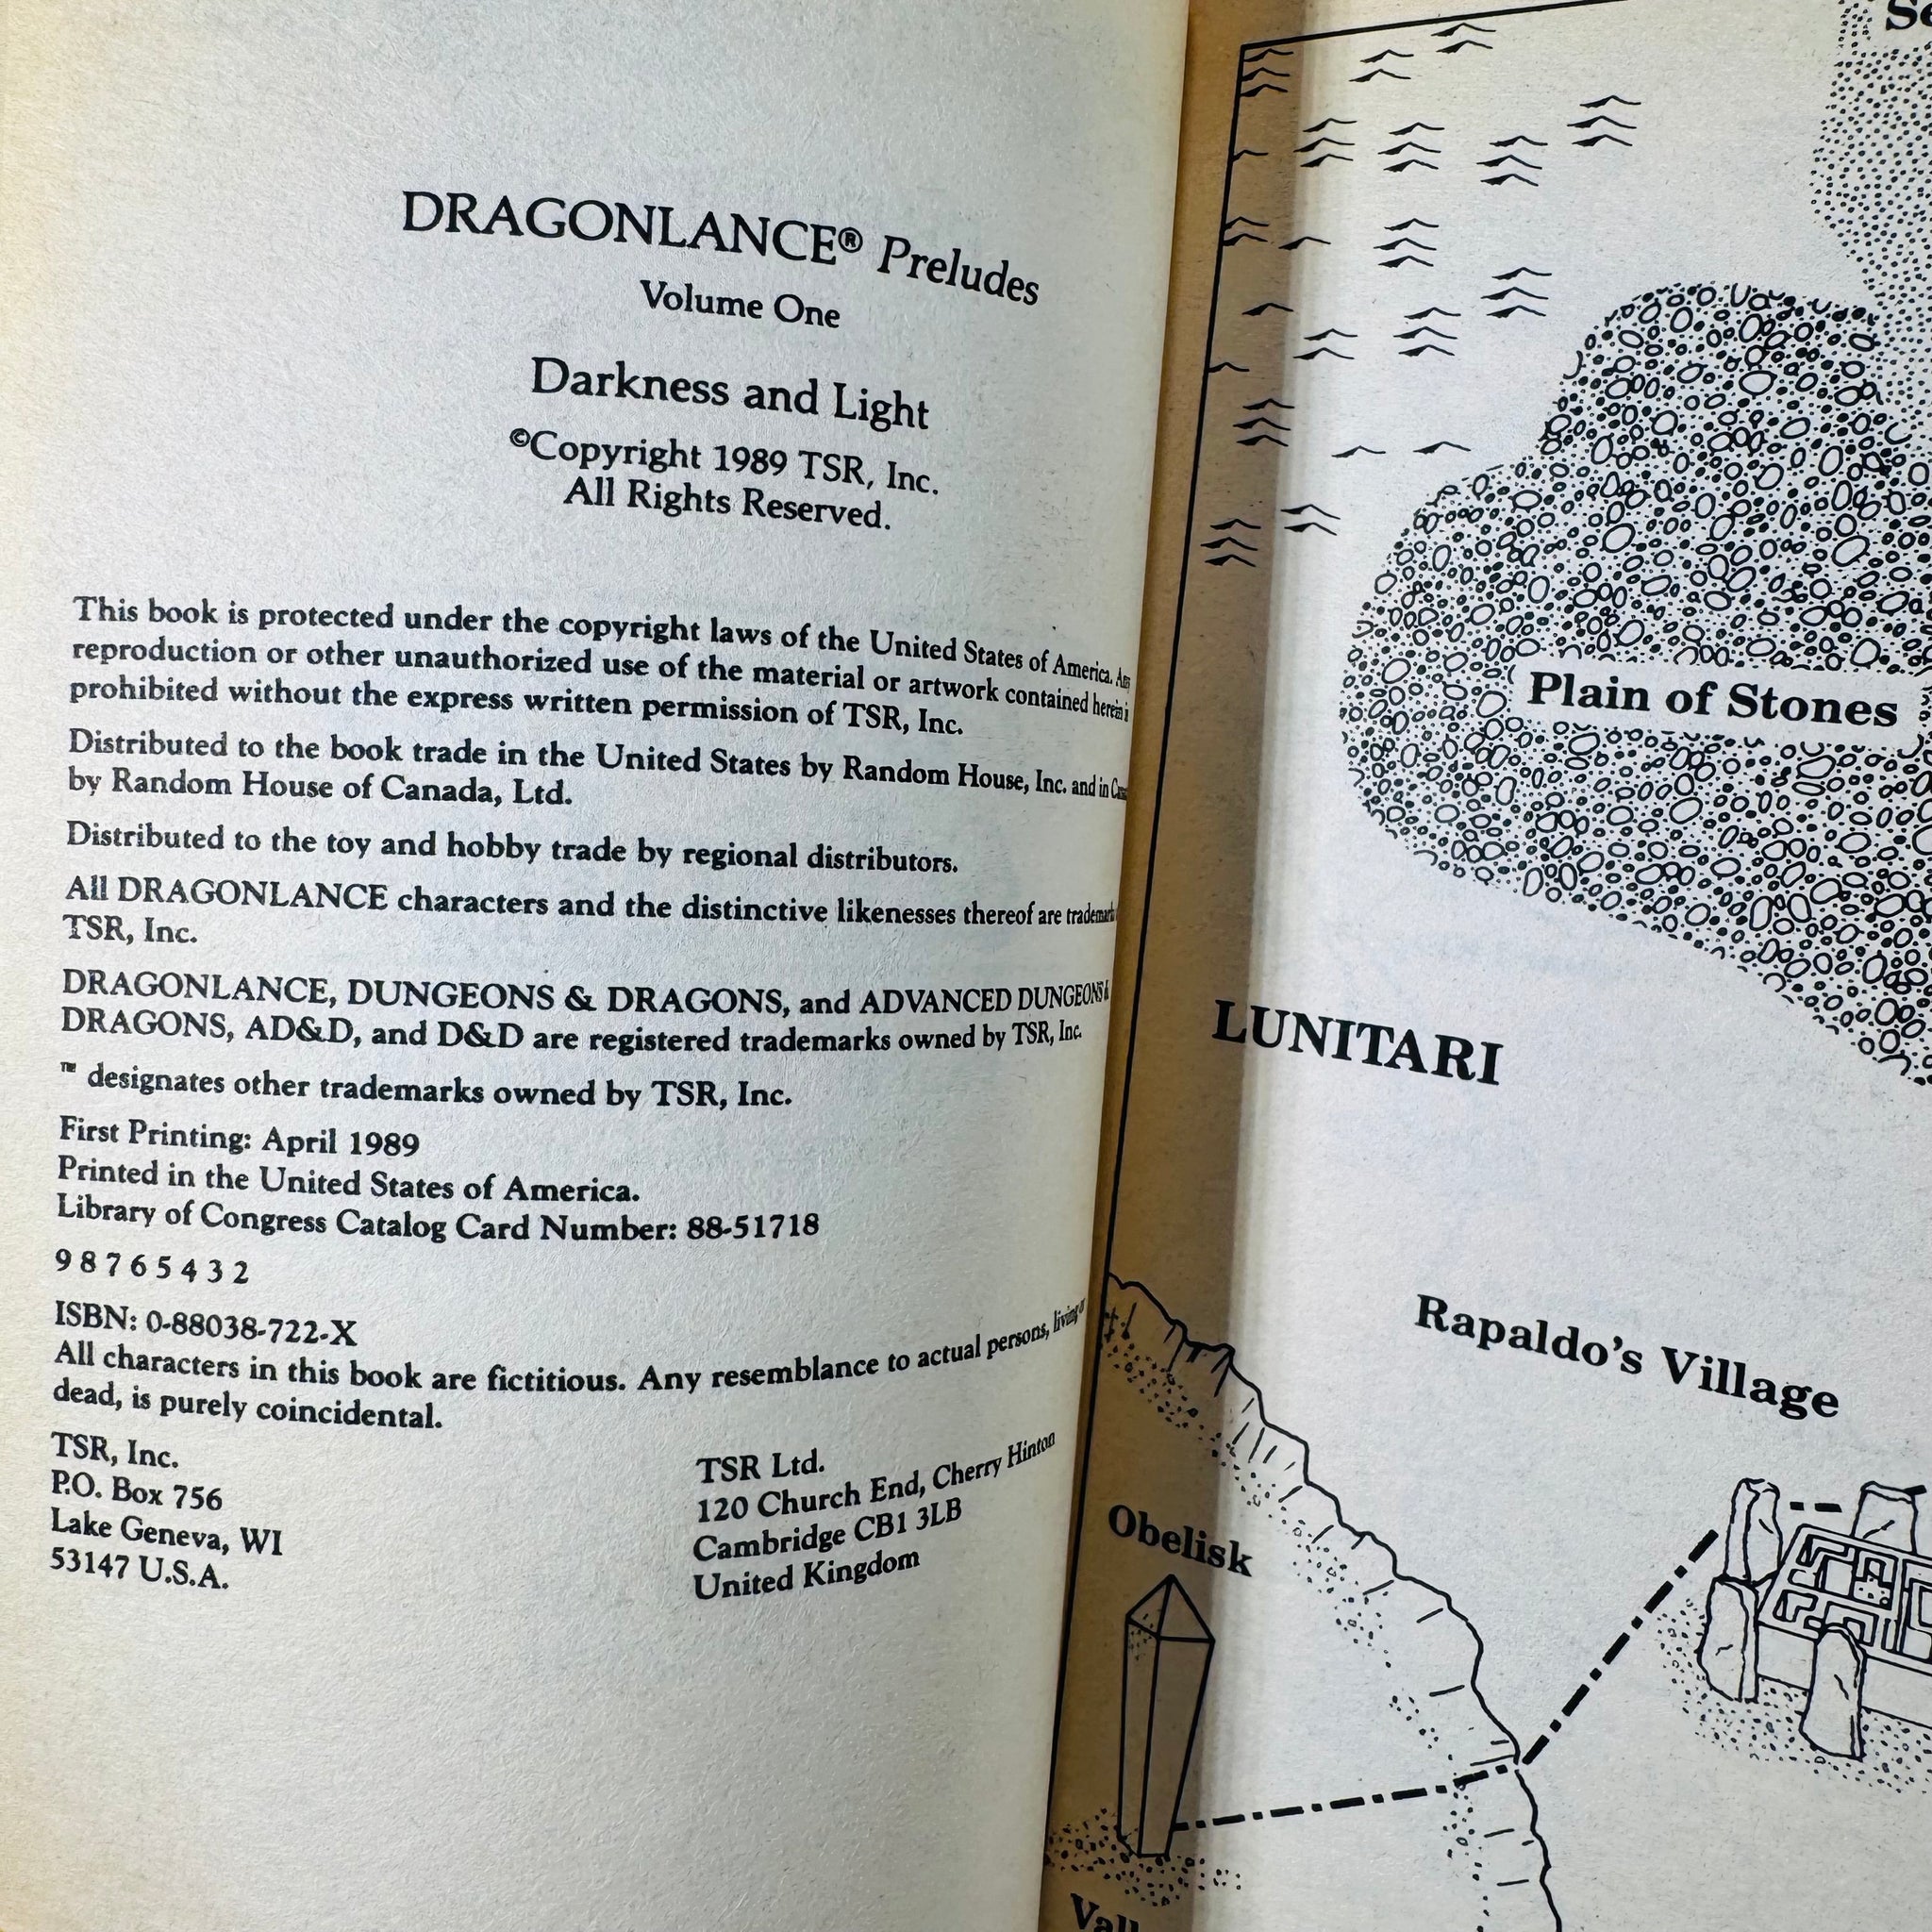 DRAGONLANCE® Preludes
Volume One
Darkness and Light
©Copyright 1989 TSR, Inc.
All Rights Reserved.
This book is protected under the copyright laws of the United States of America. Any
reproduction or other unauthorized use of the material or artwork contained herein
prohibited without the express written permission of TSR, Inc.
Distributed to the book trade in the United States by Random House, Inc. and in
by Random House of Canada, Ltd.
Distributed to the toy and hobby trade by regional distributors.
All DRAGONLANCE characters and the distinctive likenesses thereof are
TSR, Inc.
DRAGONLANCE, DUNGEONS & DRAGONS, and ADVANCED DUNGEONS &
DRAGONS, AD&D, and D&D are registered trademarks owned by TSR, Inc.
™ designates other trademarks owned by TSR, Inc.
First Printing: April 1989
Printed in the United States of America.
Library of Congress Catalog Card Number: 88-51718
9 8 7 6 5 4 3 2
ISBN: 0-88038-722-X
All characters in this book are fictitious. Any resemblance to actual persons, living or
dead, is purely coincidental.
TSR, Inc.
P.O. Box 756
Lake Geneva, WI
53147 U.S.A.
TSR Ltd.
120 Church End, Cherry Hinton
Cambridge CB1 3LB
United Kingdom
Plain of Stones
LUNITARI
Rapaldo's Village
Obelisk